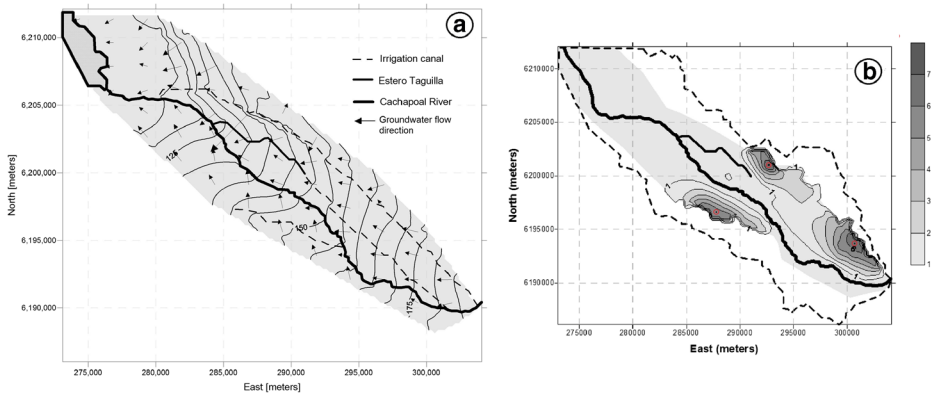 a
6,210,000
6,205,000
6,200,000
6,195,000
6,190,000
North [meters]
Irrigation canal
Estero Taguilla
Cachapoal River
Groundwater flow
direction
125
150
175
275,000 280,000 285,000 290,000 295,000 300,000
East [meters]
b
6210000
6205000
6200000
6195000
6190000
North (meters)
275000 280000 285000 290000 295000 300000
East (meters)
7
6
5
4
3
2
1